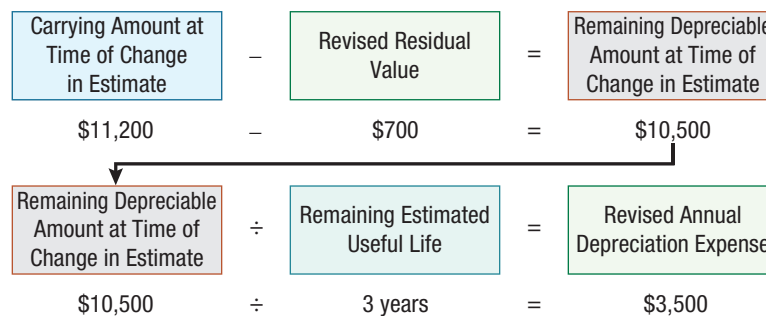 Carrying Amount at
Time of Change
in Estimate
–
Revised Residual
Value
=
Remaining Depreciable
Amount at Time of
Change in Estimate
$11,200 – $700 = $10,500
Remaining Depreciable
Amount at Time of
Change in Estimate
÷
Remaining Estimated
Useful Life
=
Revised Annual
Depreciation Expense
$10,500 ÷ 3 years = $3,500